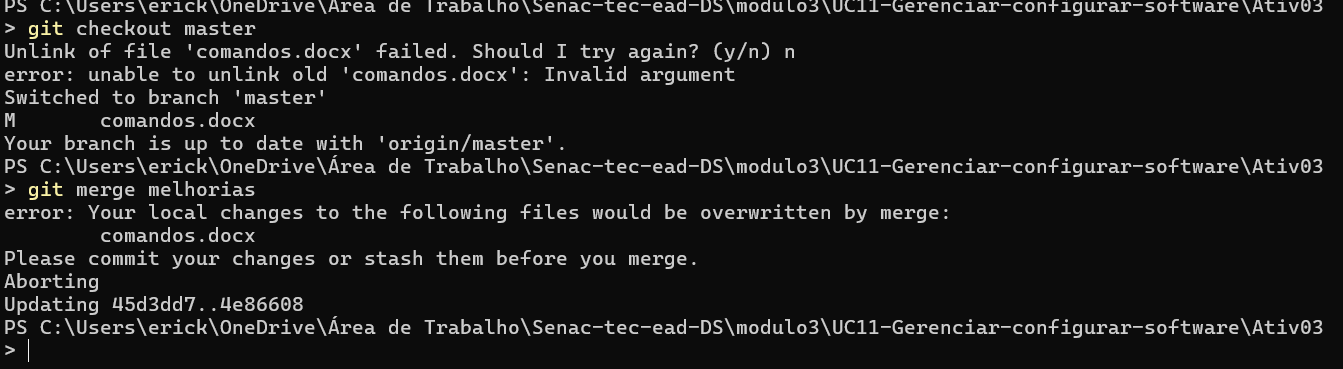 PS C:\Users\erick\OneDrive\Área de Trabalho\Senac-tec-ead-DS\modulo3\UC11-Gerenciar-configurar-software\Ativ03
> git checkout master
Unlink of file 'comandos.docx' failed. Should I try again? (y/n) n
error: unable to unlink old 'comandos.docx': Invalid argument
Switched to branch 'master'
M       comandos.docx
Your branch is up to date with 'origin/master'.
PS C:\Users\erick\OneDrive\Área de Trabalho\Senac-tec-ead-DS\modulo3\UC11-Gerenciar-configurar-software\Ativ03
> git merge melhorias
error: Your local changes to the following files would be overwritten by merge:
        comandos.docx
Please commit your changes or stash them before you merge.
Aborting
Updating 45d3dd7..4e86608
PS C:\Users\erick\OneDrive\Área de Trabalho\Senac-tec-ead-DS\modulo3\UC11-Gerenciar-configurar-software\Ativ03
>